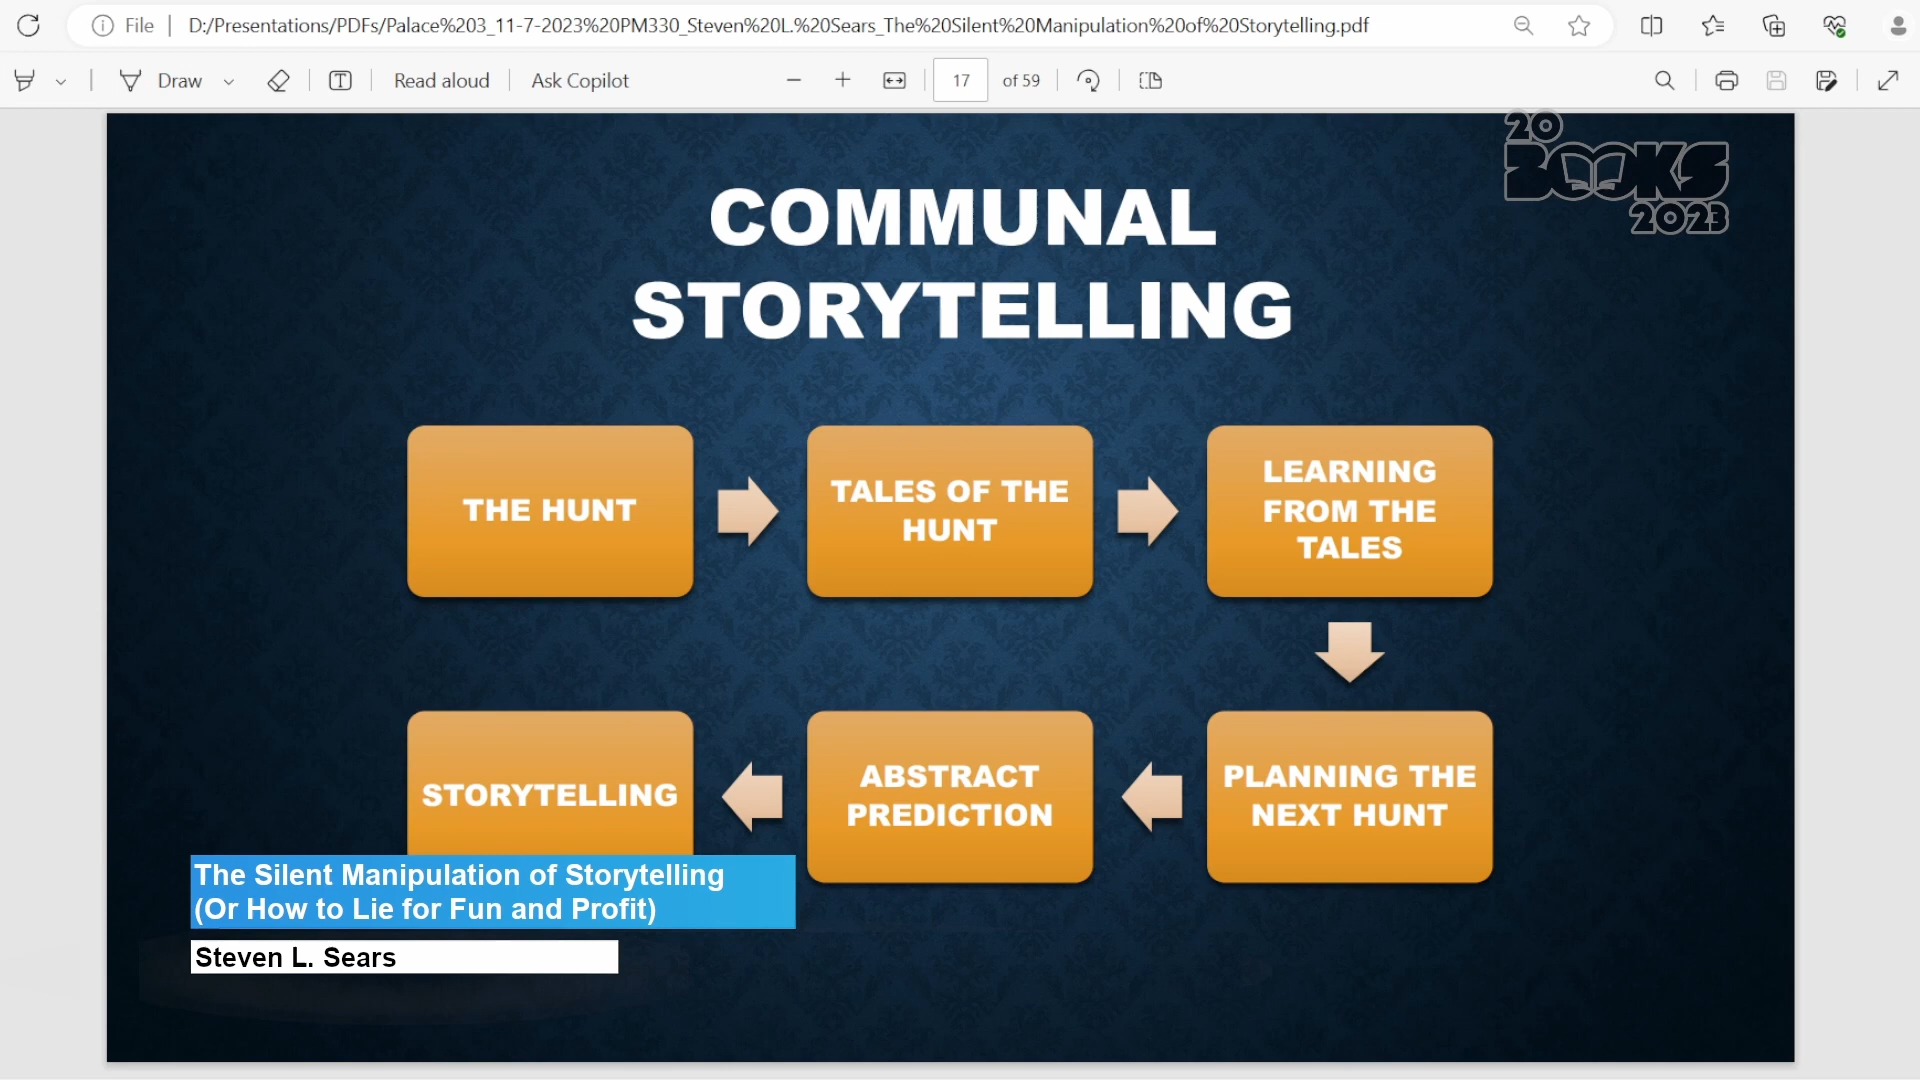 File
D:/Presentations/PDFs/Palace%203_11-7-2023%20PM330_Steven%20L.%20Sears_The%20Silent%20Manipulation%20of%20Storytelling.pdf
Draw
Read aloud
Ask Copilot
17
of 59
20
BOOKS
2023
COMMUNAL
STORYTELLING
THE HUNT
TALES OF THE
HUNT
LEARNING
FROM THE
TALES
STORYTELLING
ABSTRACT
PREDICTION
PLANNING THE
NEXT HUNT
The Silent Manipulation of Storytelling
(Or How to Lie for Fun and Profit)
Steven L. Sears